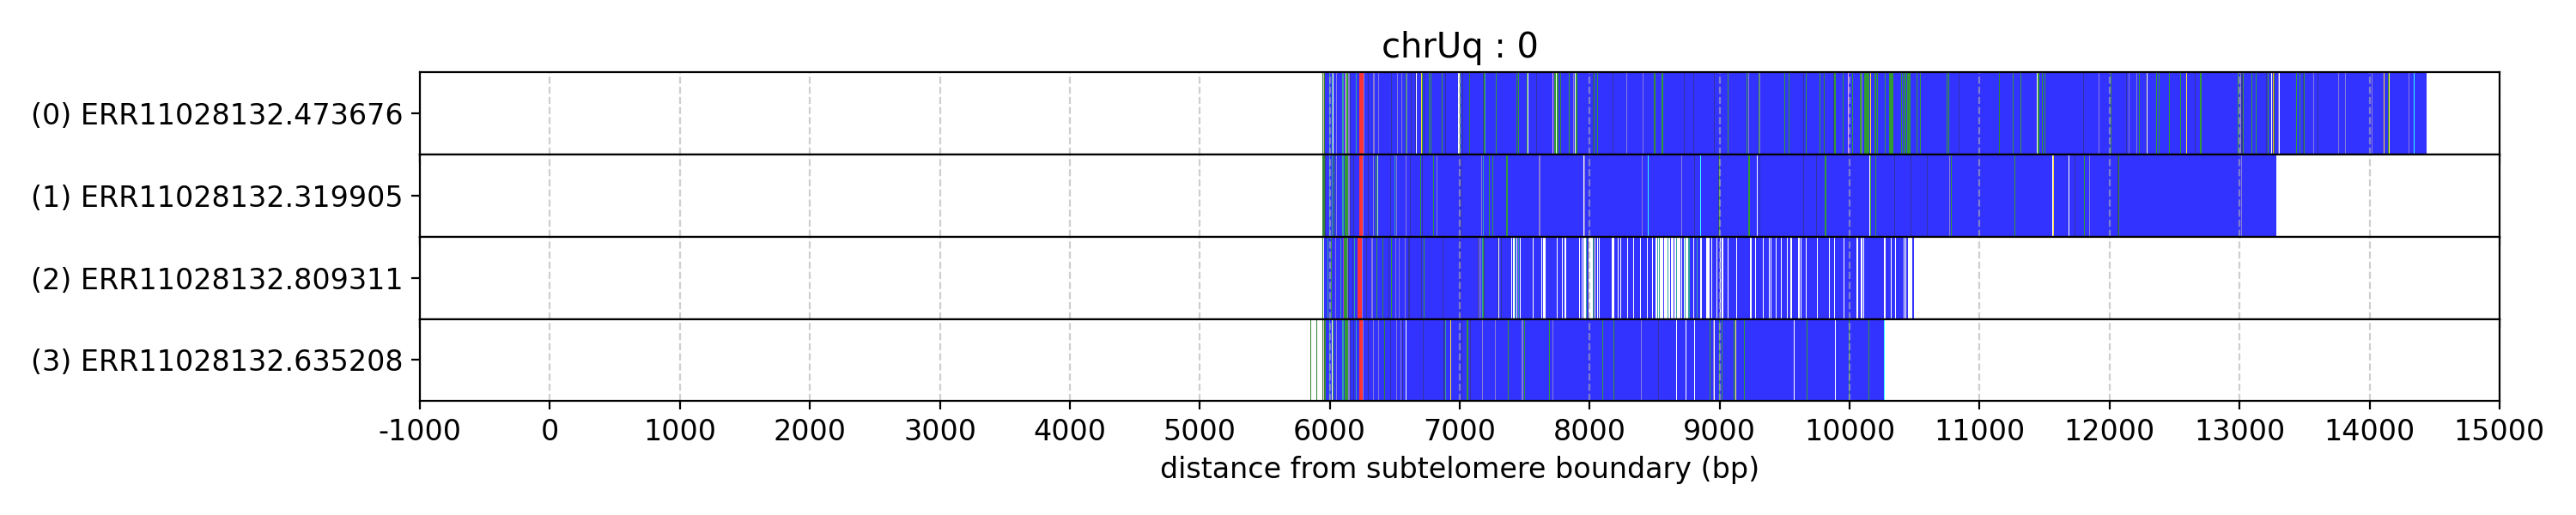 chrUq : 0
(0) ERR11028132.473676
(1) ERR11028132.319905
(2) ERR11028132.809311
(3) ERR11028132.635208
-1000 0 1000 2000 3000 4000 5000 6000 7000 8000 9000 10000 11000 12000 13000 14000 15000
distance from subtelomere boundary (bp)